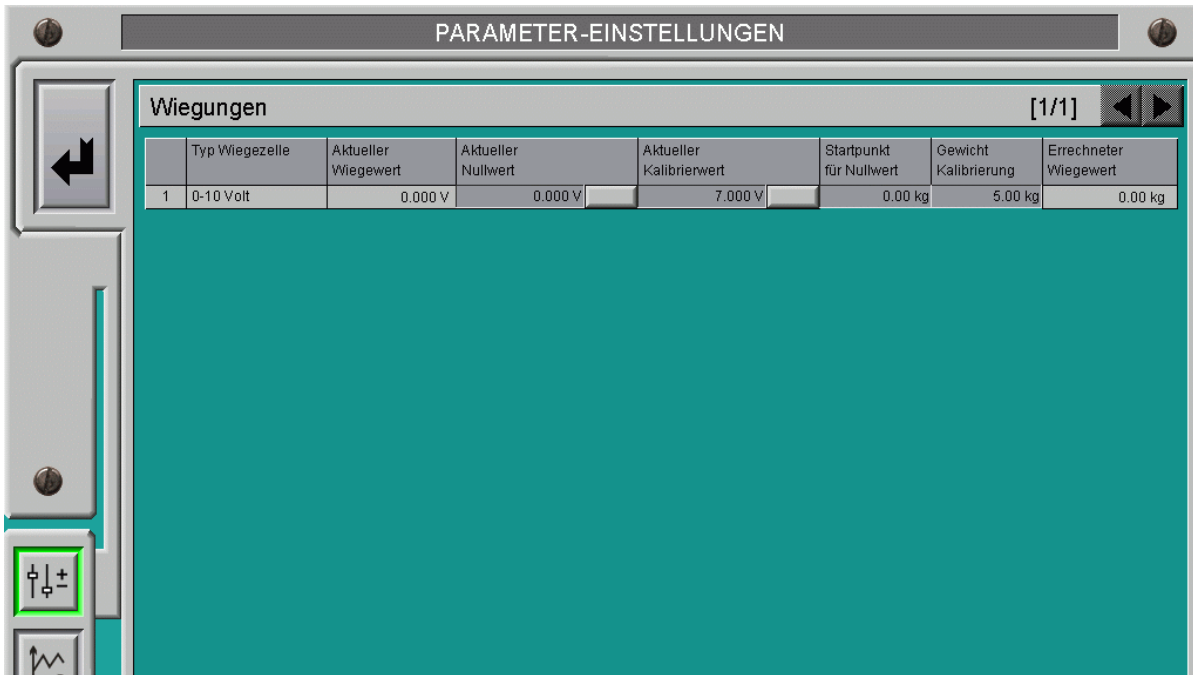 PARAMETER-EINSTELLUNGEN
Wiegungen [1/1]
Typ Wiegezelle Aktueller Aktueller Aktueller Startpunkt Gewicht Errechneter
Wiegewert Nullwert Kalibrierwert für Nullwert Kalibrierung Wiegewert
1 0-10 Volt 0.000 V 0.000 V 7.000 V 0.00 kg 5.00 kg 0.00 kg